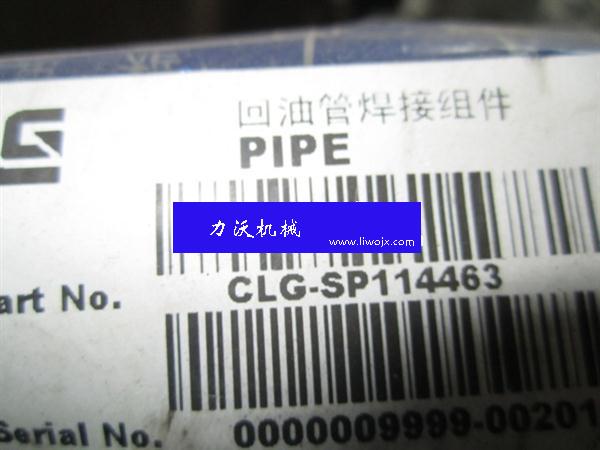 回油管焊接组件
PIPE
力沃机械
www.liwojx.com
art No. CLG-SP114463
Serial No. 0000009999-00201